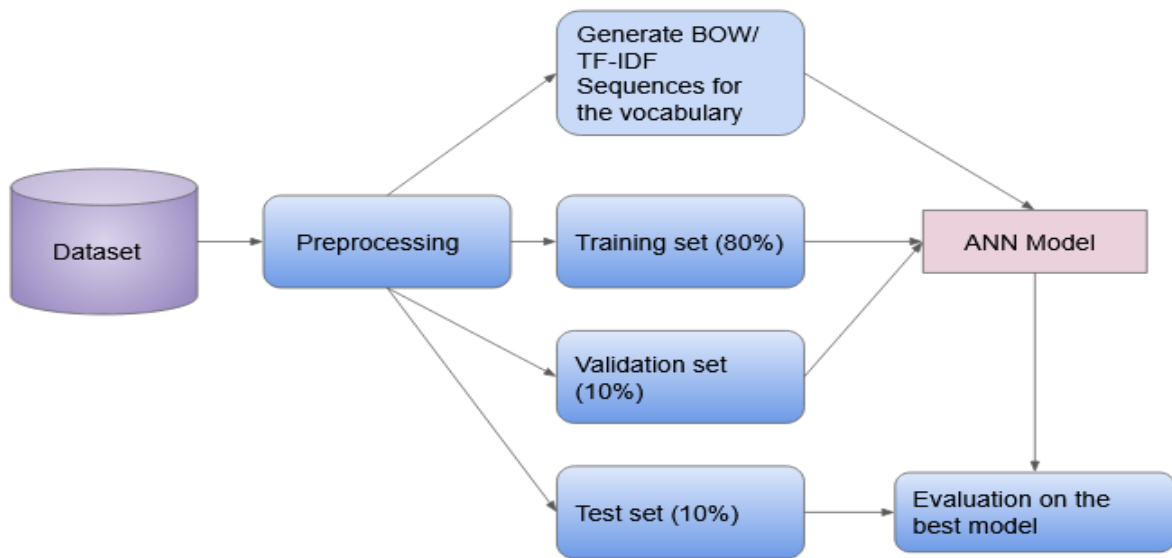 Generate BOW/
TF-IDF
Sequences for
the vocabulary
Dataset
Preprocessing
Training set (80%)
ANN Model
Validation set
(10%)
Test set (10%)
Evaluation on the
best model